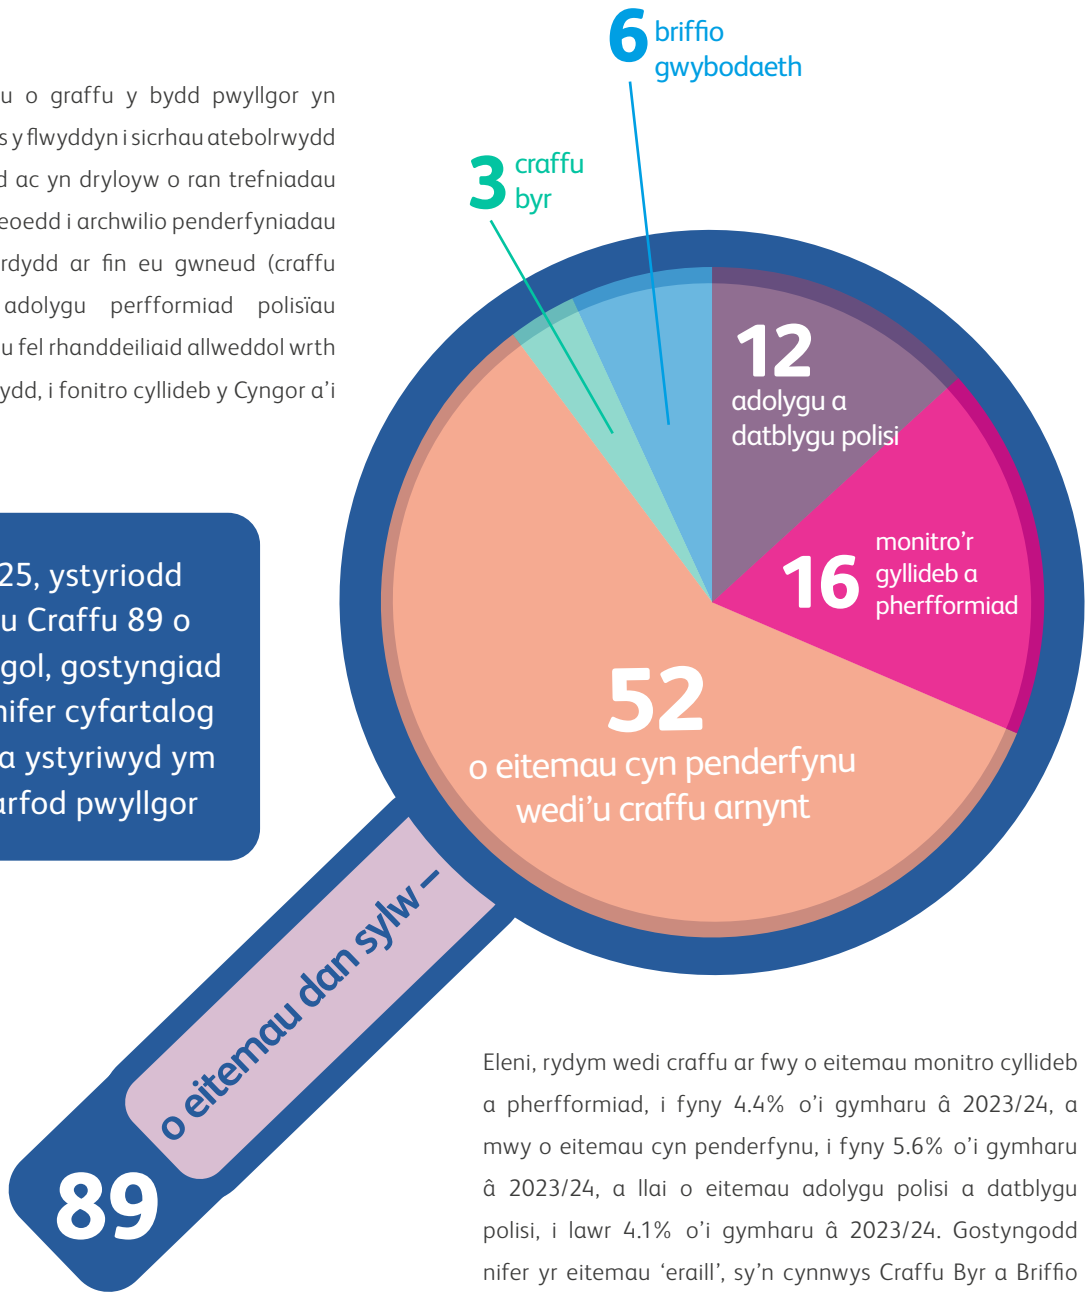 6 briffio
gwybodaeth
3 craffu
byr
o graffu y bydd pwyllgor yn
y flwyddyn i sicrhau atebolrwydd
ac yn dryloyw o ran trefniadau
i archwilio penderfyniadau
ar fin eu gwneud (craffu
adolygu perfformiad polisïau
fel rhanddeiliaid allweddol wrth
i fonitro cyllideb y Cyngor a'i
12
adolygu a
datblygu polisi
16
monitro'r
gyllideb a
pherfformiad
52
o eitemau cyn penderfynu
wedi'u craffu arnynt
25, ystyriodd
Craffu 89 o
gostyngiad
nifer cyfartalog
a ystyriwyd ym
pwyllgor
o eitemau dan sylw –
89
Eleni, rydym wedi craffu ar fwy o eitemau monitro cyllideb
a pherfformiad, i fyny 4.4% o'i gymharu â 2023/24, a
mwy o eitemau cyn penderfynu, i fyny 5.6% o'i gymharu
â 2023/24, a llai o eitemau adolygu polisi a datblygu
polisi, i lawr 4.1% o'i gymharu â 2023/24. Gostyngodd
nifer yr eitemau 'eraill', sy'n cynnwys Craffu Byr a Briffio